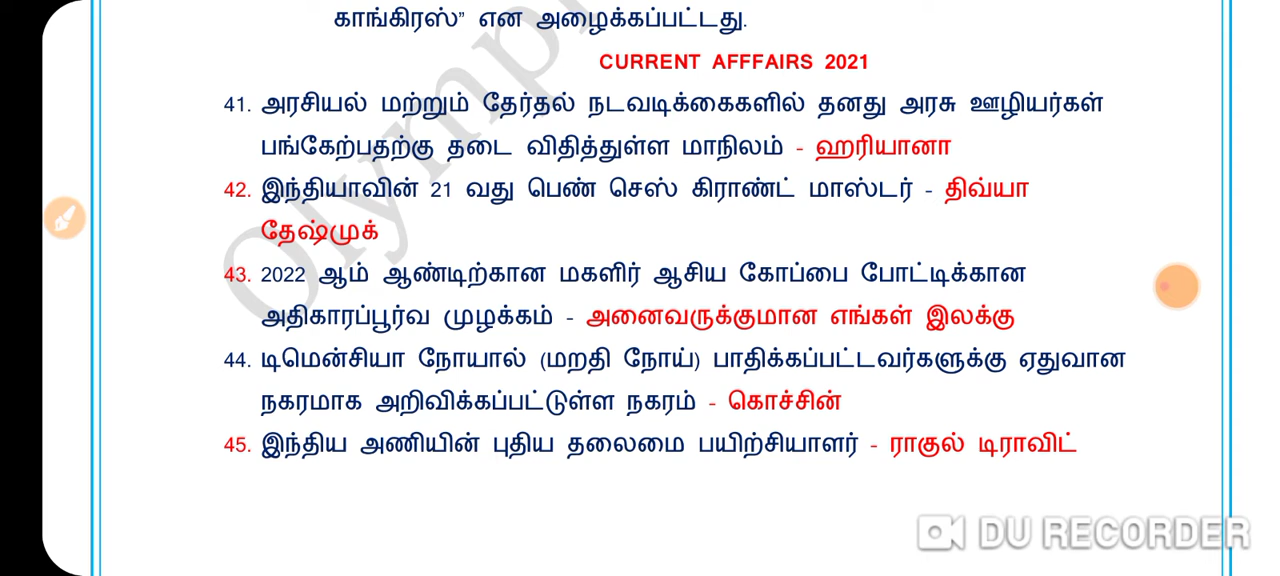 காங்கிரஸ்” என அழைக்கப்பட்டது.
CURRENT AFFFAIRS 2021
41. அரசியல் மற்றும் தேர்தல் நடவடிக்கைகளில் தனது அரசு ஊழியர்கள்
பங்கேற்பதற்கு தடை விதித்துள்ள மாநிலம் - ஹரியானா
42. இந்தியாவின் 21 வது பெண் செஸ் கிராண்ட் மாஸ்டர் - திவ்யா
தேஷ்முக்
43. 2022 ஆம் ஆண்டிற்கான மகளிர் ஆசிய கோப்பை போட்டிக்கான
அதிகாரப்பூர்வ முழக்கம் - அனைவருக்குமான எங்கள் இலக்கு
44. டிமென்சியா நோயால் (மறதி நோய்) பாதிக்கப்பட்டவர்களுக்கு ஏதுவான
நகரமாக அறிவிக்கப்பட்டுள்ள நகரம் - கொச்சின்
45. இந்திய அணியின் புதிய தலைமை பயிற்சியாளர் - ராகுல் டிராவிட்
DU RECORDER